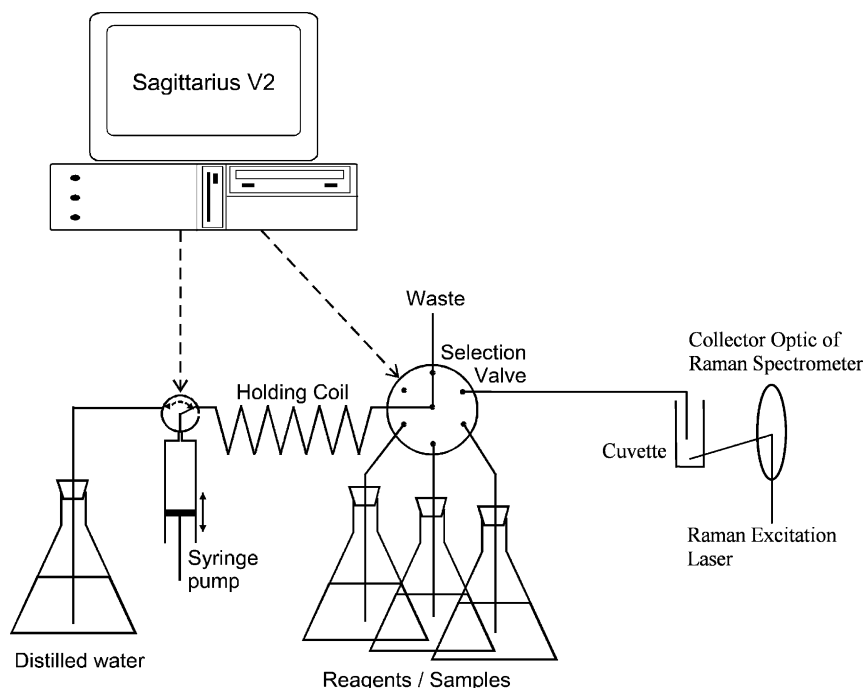 Sagittarius V2
Waste
Selection
Valve
Collector Optic of
Raman Spectrometer
Holding Coil
Cuvette
Syringe
pump
Raman Excitation
Laser
Distilled water
Reagents / Samples